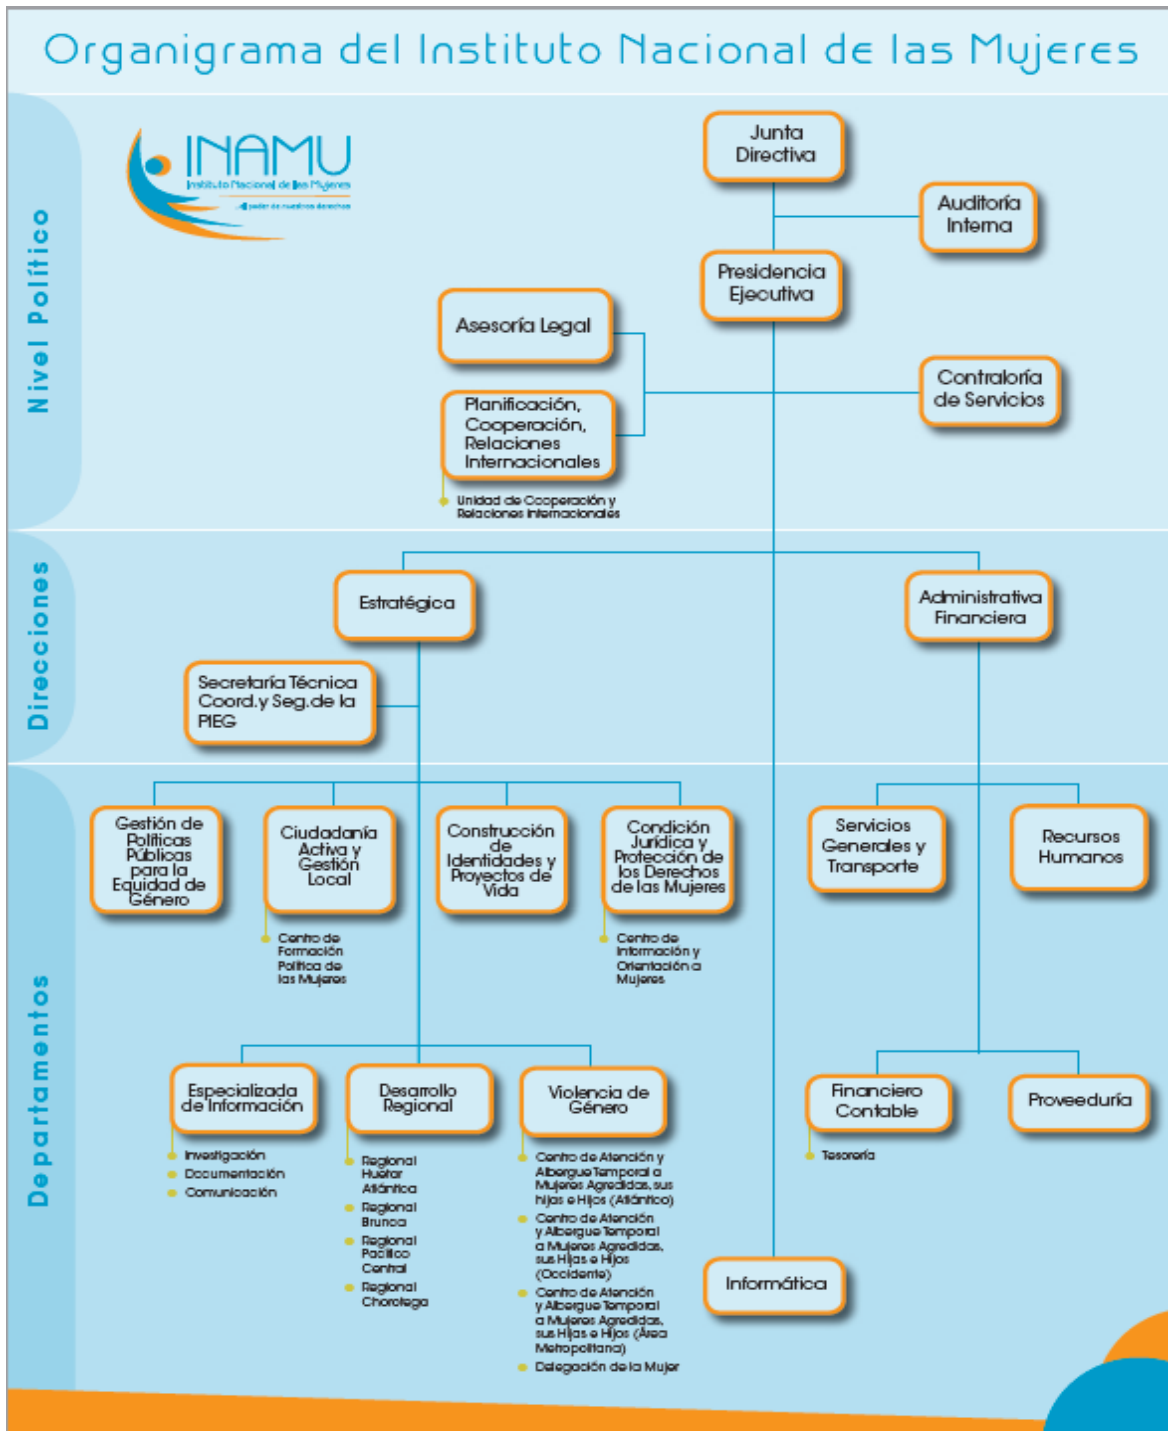 Organigrama del Instituto Nacional de las Mujeres
Nivel Político
INAMU
Instituto Nacional de las Mujeres
poder de nuestros derechos
Junta
Directiva
Auditoría
Interna
Presidencia
Ejecutiva
Asesoría Legal
Contraloría
de Servicios
Planificación,
Cooperación,
Relaciones
Internacionales
Unidad de Cooperación y
Relaciones Internacionales
Direcciones
Estratégica
Administrativa
Financiera
Secretaría Técnica
Coord.y Seg.de la
PIEG
Departamentos
Gestión de
Políticas
Públicas
para la
Equidad de
Género
Ciudadanía
Activa y
Gestión
Local
Centro de
Formación
Política de
las Mujeres
Construcción
de
Identidades y
Proyectos de
Vida
Condición
Jurídica y
Protección de
los Derechos
de las Mujeres
Centro de
Información y
Orientación a
Mujeres
Servicios
Generales y
Transporte
Recursos
Humanos
Especializada
de Información
Investigación
Documentación
Comunicación
Desarrollo
Regional
Regional
Huetar
Atlántica
Regional
Brunca
Regional
Pacífico
Central
Regional
Chorotega
Violencia de
Género
Centro de Atención y
Albergue Temporal a
Mujeres Agredidas, sus
hijas e Hijos (Atlántico)
Centro de Atención
y Albergue Temporal
a Mujeres Agredidas,
sus Hijas e Hijos
(Occidente)
Centro de Atención
y Albergue Temporal
a Mujeres Agredidas,
sus Hijas e Hijos (Área
Metropolitana)
Delegación de la Mujer
Financiero
Contable
Tesorería
Proveeduría
Informática